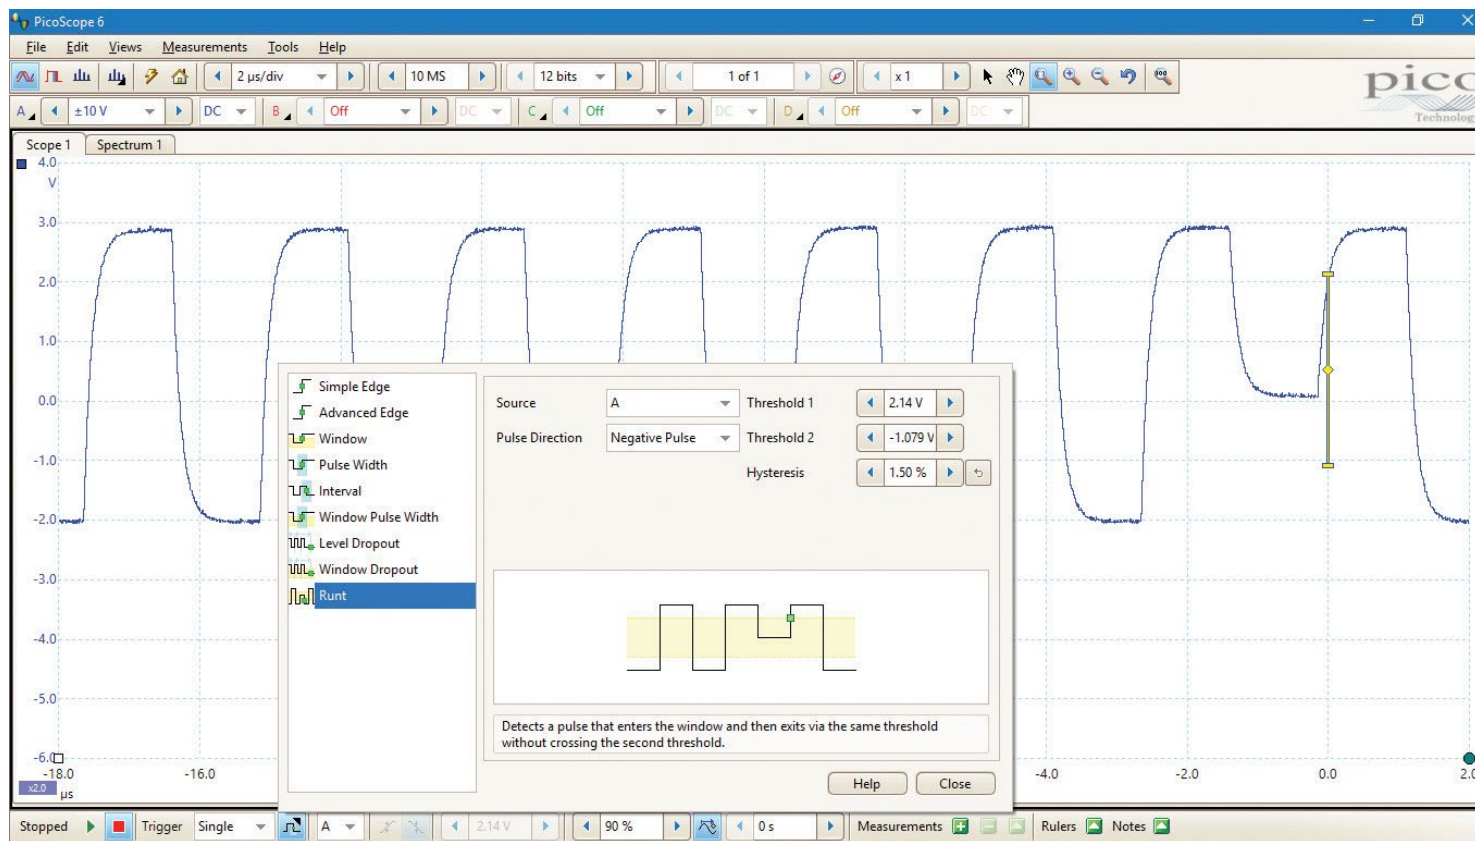 PicoScope 6
File Edit Views Measurements Tools Help
2 µs/div 10 MS 12 bits 1 of 1 x 1
pico
Technology
A ±10 V DC B Off DC C Off DC D Off DC
Scope 1 Spectrum 1
4.0
V
3.0
2.0
1.0
0.0
-1.0
-2.0
-3.0
-4.0
-5.0
-6.0
Simple Edge
Advanced Edge
Window
Pulse Width
Interval
Window Pulse Width
Level Dropout
Window Dropout
Runt
Source A Threshold 1 2.14 V
Pulse Direction Negative Pulse Threshold 2 -1.079 V
Hysteresis 1.50 %
Detects a pulse that enters the window and then exits via the same threshold
without crossing the second threshold.
Help Close
-18.0 -16.0 -4.0 -2.0 0.0 2.0
x2.0 µs
Stopped Trigger Single A 2.14 V 90 % 0 s Measurements Rulers Notes